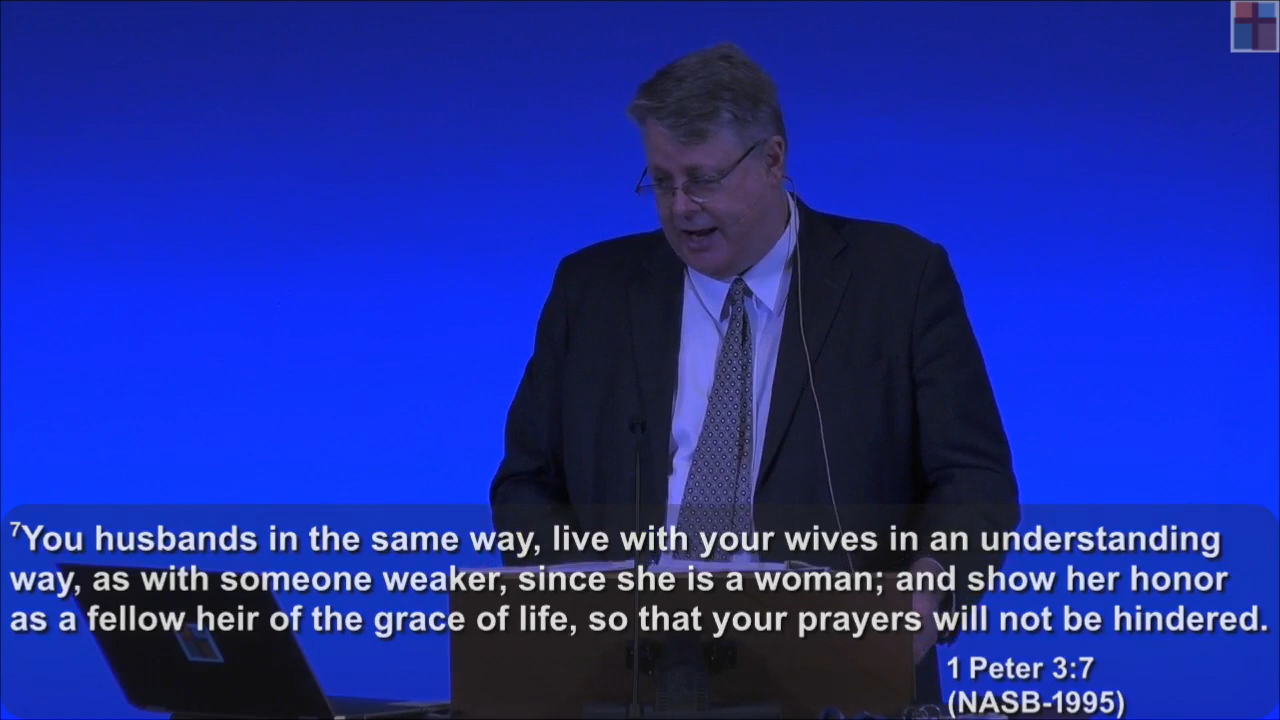 ⁷You husbands in the same way, live with your wives in an understanding
way, as with someone weaker, since she is a woman; and show her honor
as a fellow heir of the grace of life, so that your prayers will not be hindered.
1 Peter 3:7
(NASB-1995)